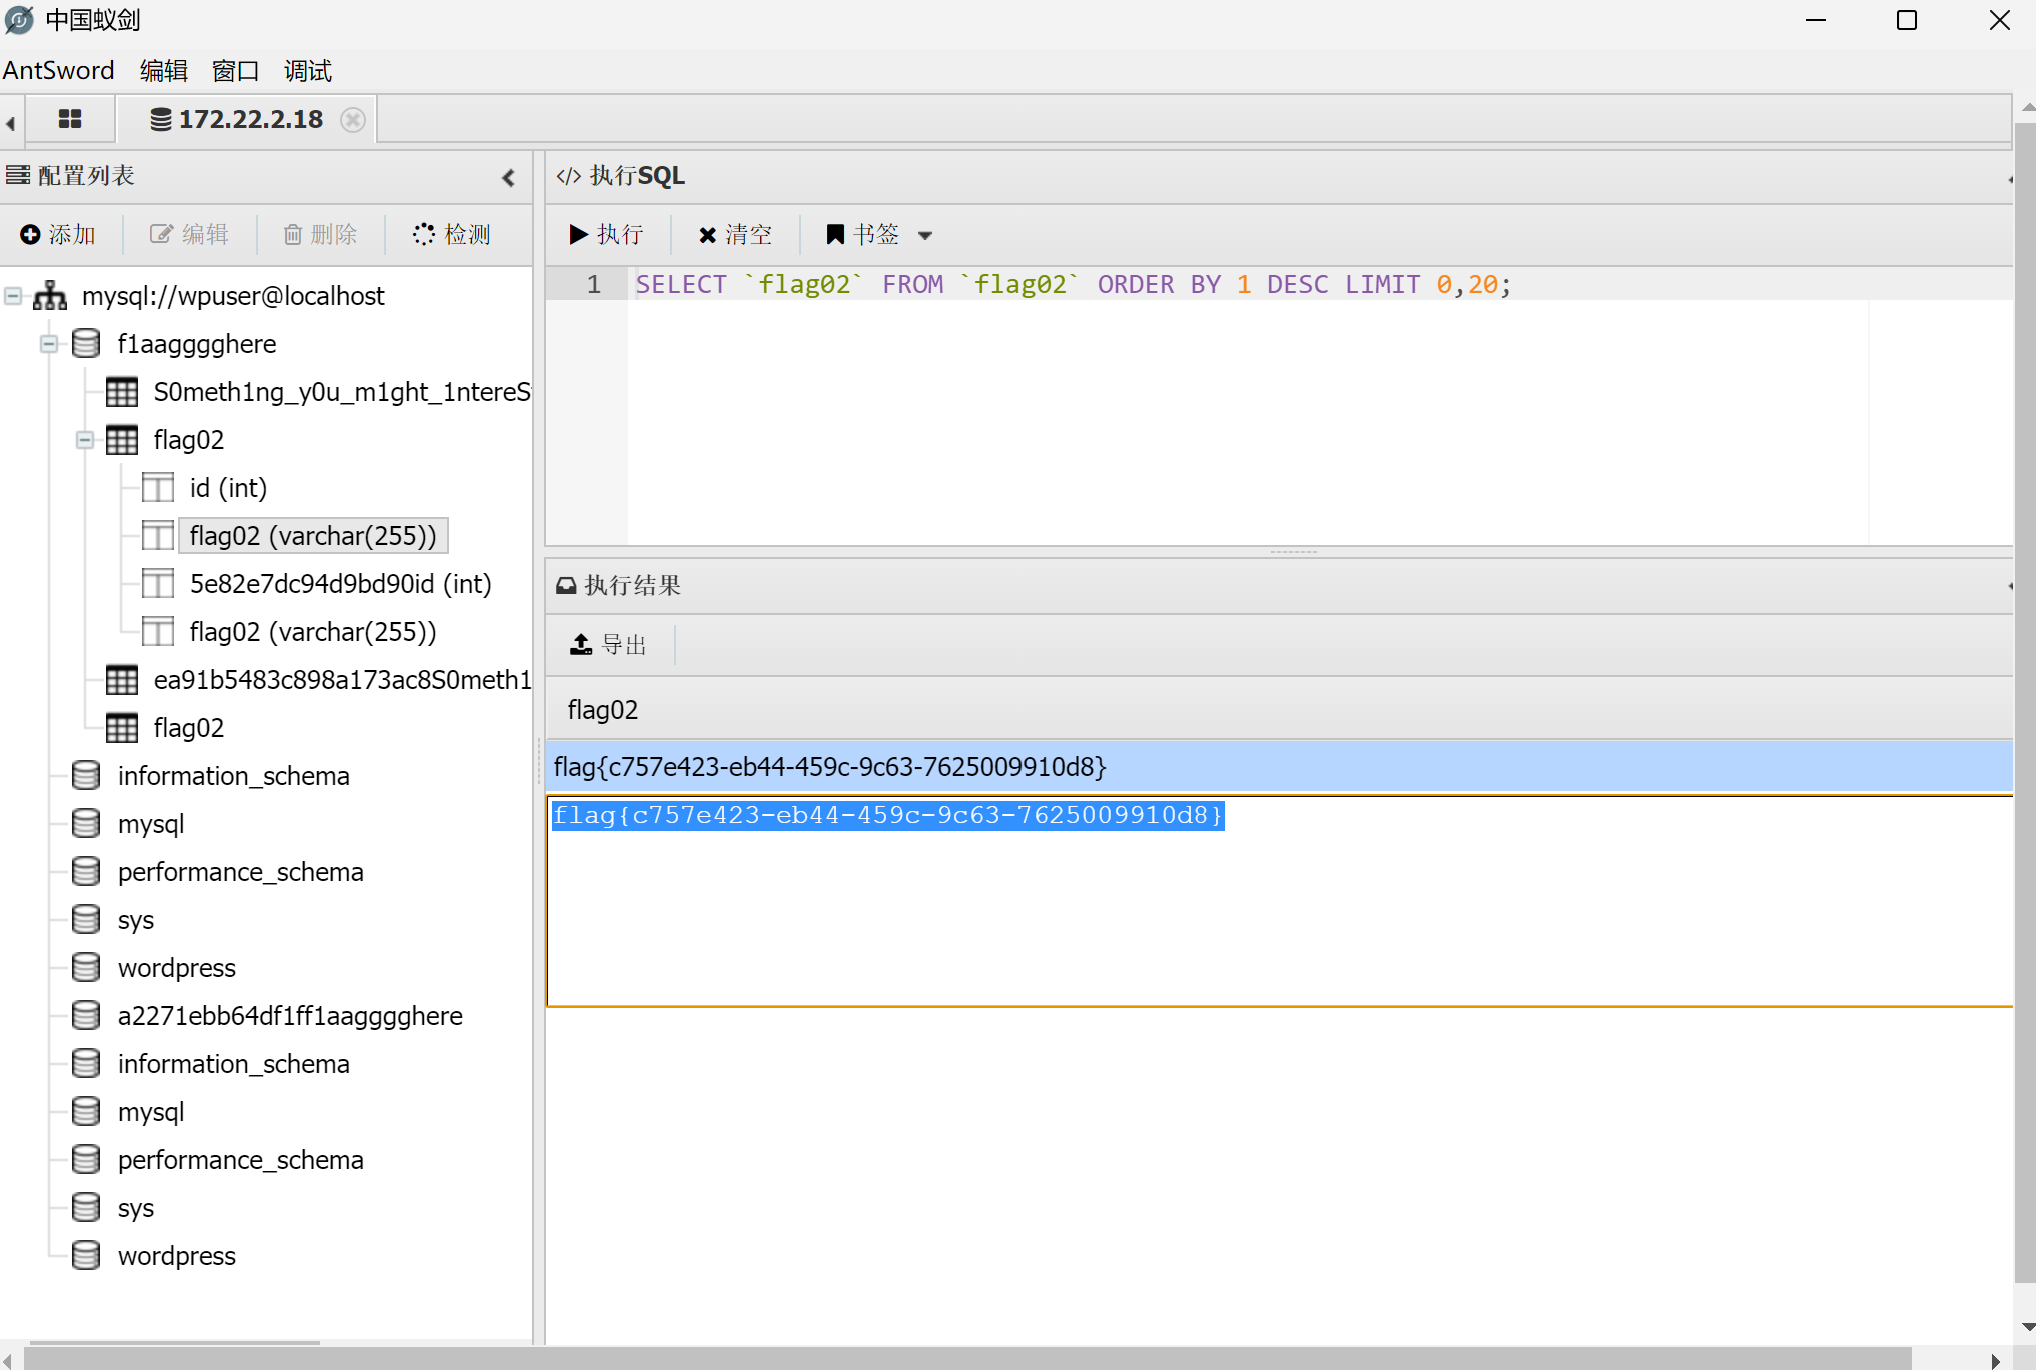 中国蚁剑
AntSword 编辑 窗口 调试
172.22.2.18
配置列表
添加 编辑 删除 检测
mysql://wpuser@localhost
f1aagggghere
S0meth1ng_y0u_m1ght_1ntereS
flag02
id (int)
flag02 (varchar(255))
5e82e7dc94d9bd90id (int)
flag02 (varchar(255))
ea91b5483c898a173ac8S0meth1
flag02
information_schema
mysql
performance_schema
sys
wordpress
a2271ebb64df1ff1aagggghere
information_schema
mysql
performance_schema
sys
wordpress
</> 执行SQL
执行 清空 书签
1 SELECT `flag02` FROM `flag02` ORDER BY 1 DESC LIMIT 0,20;
执行结果
导出
flag02
flag{c757e423-eb44-459c-9c63-7625009910d8}
flag{c757e423-eb44-459c-9c63-7625009910d8}